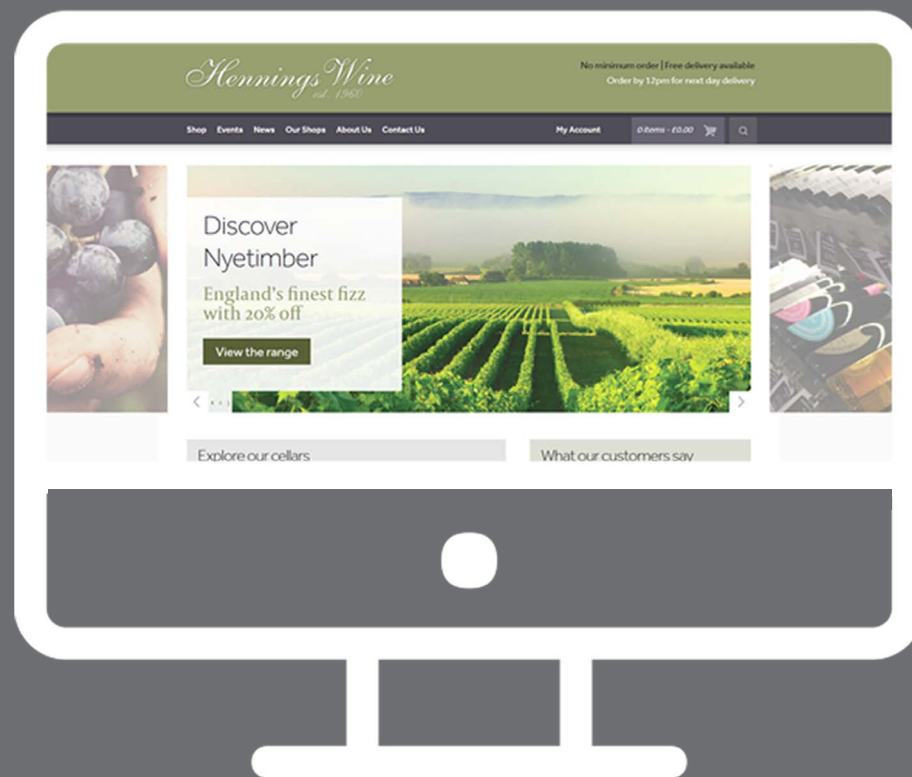 Hennings Wine
est. 1960
No minimum order | Free delivery available
Order by 12pm for next day delivery
Shop Events News Our Shops About Us Contact Us
My Account
0 items - £0.00
Discover
Nyetimber
England's finest fizz
with 20% off
View the range
Explore our cellars
What our customers say